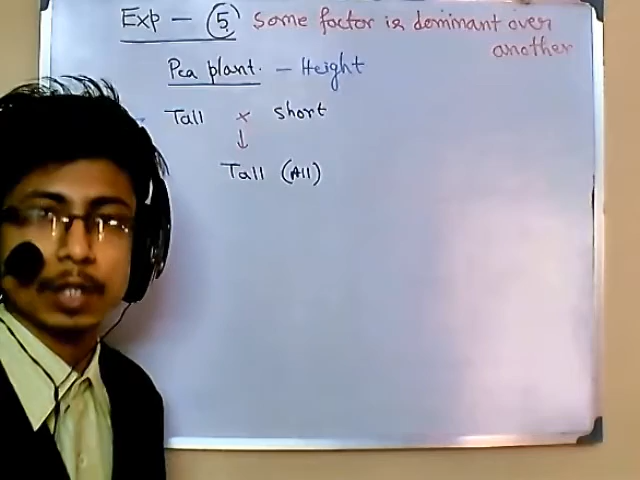 Exp - 5 Some factor is dominant over
another
Pea plant. - Height
Tall x short
↓
Tall (All)